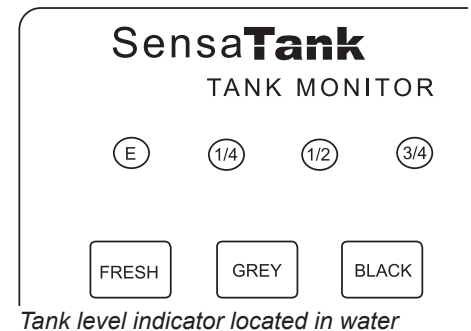 SensaTank
TANK MONITOR
E 1/4 1/2 3/4
FRESH GREY BLACK
Tank level indicator located in water